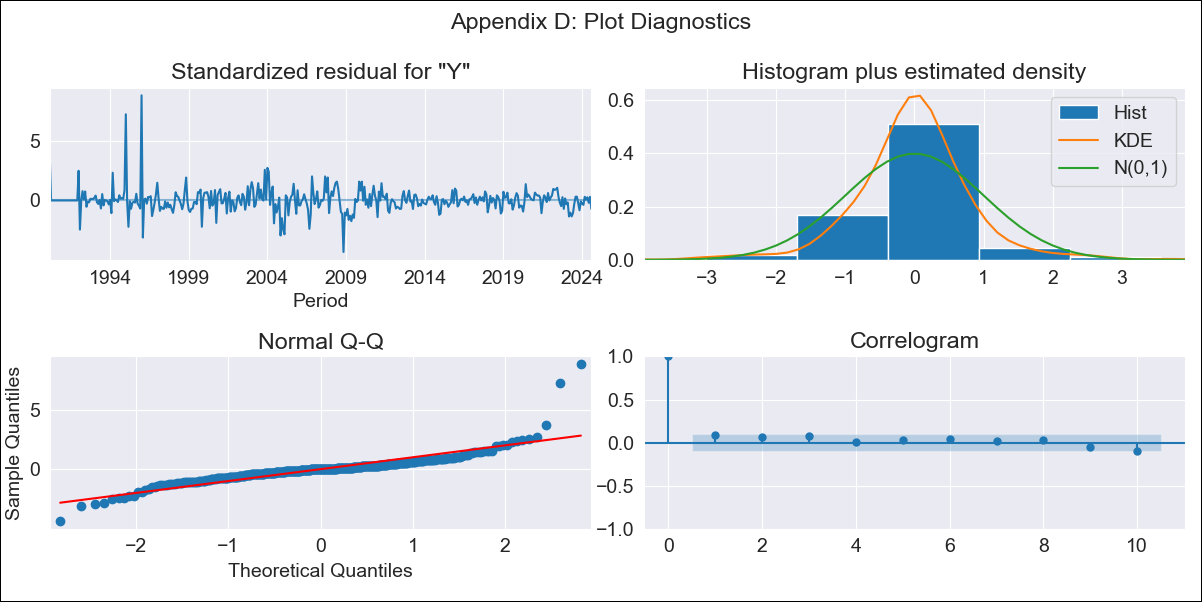 Appendix D: Plot Diagnostics
Standardized residual for "Y"
5
0
1994 1999 2004 2009 2014 2019 2024
Period
Histogram plus estimated density
0.6
0.4
0.2
0.0
−3 −2 −1 0 1 2 3
Hist
KDE
N(0,1)
Normal Q-Q
Sample Quantiles
5
0
−2 −1 0 1 2
Theoretical Quantiles
Correlogram
1.0
0.5
0.0
−0.5
−1.0
0 2 4 6 8 10